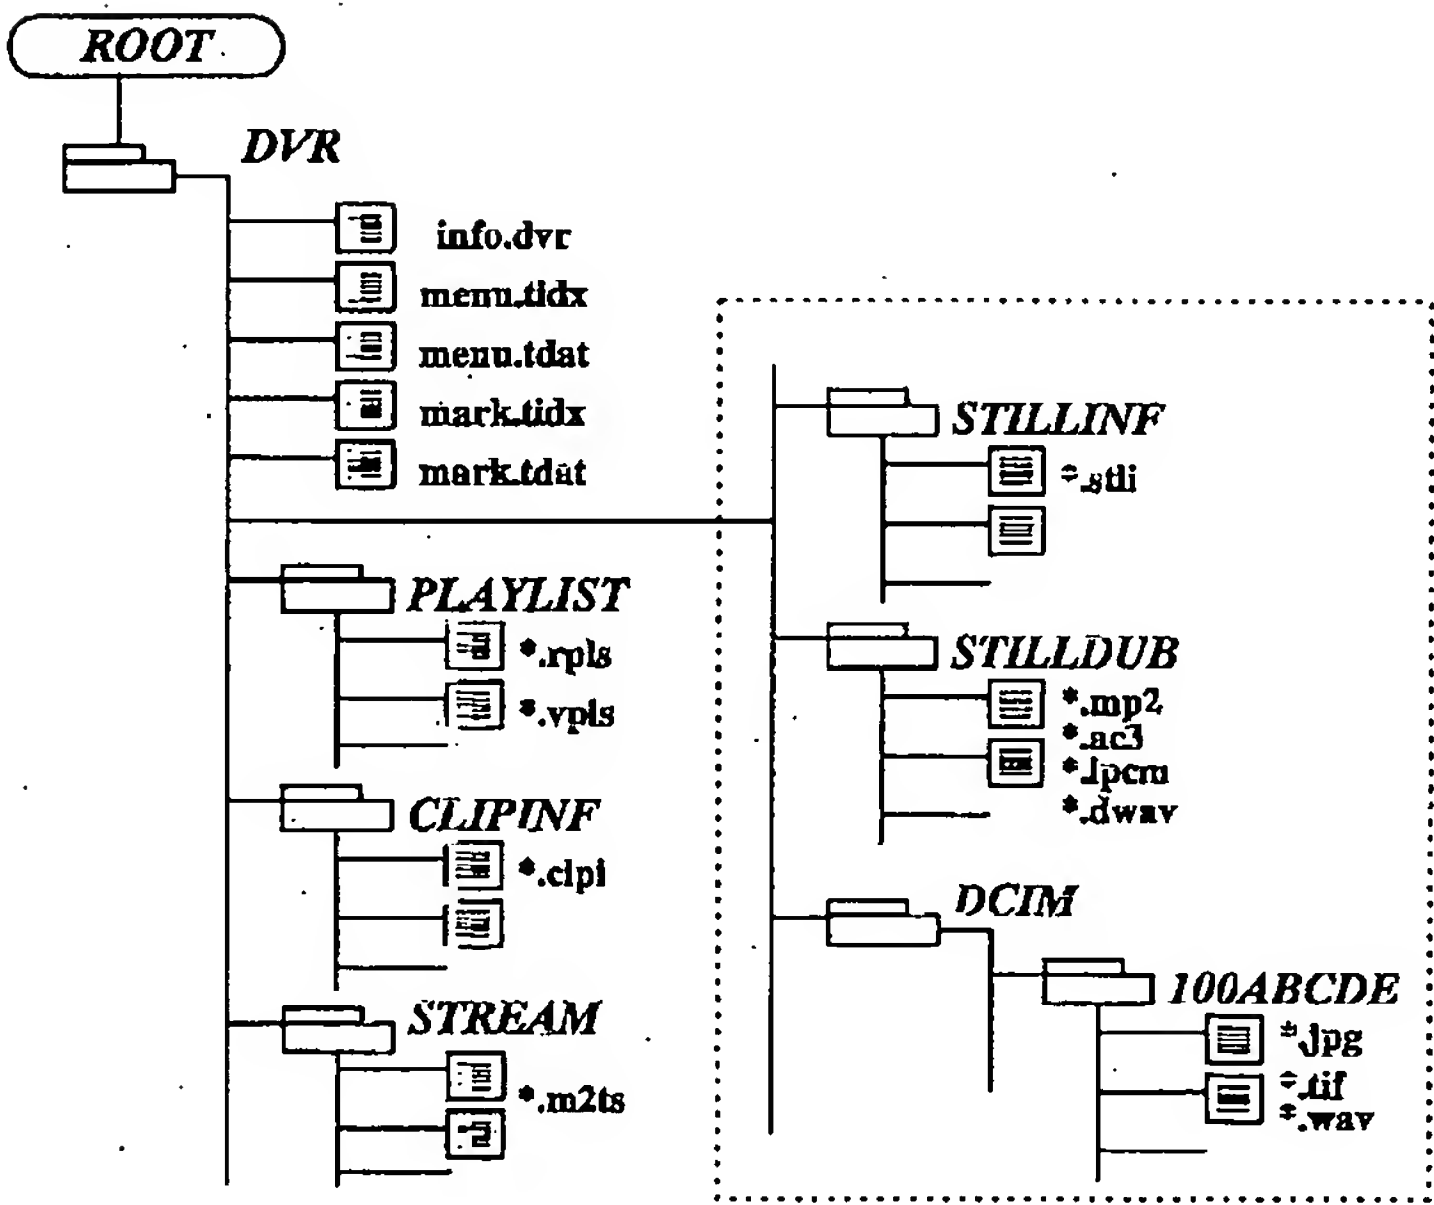 ROOT
DVR
info.dvr
menu.tidx
menu.tdat
mark.tidx
mark.tdat
PLAYLIST
*.rpls
*.vpls
CLIPINF
*.clpi
STREAM
*.m2ts
STILLINF
*.stli
STILLDUB
*.mp2
*.ac3
*.lpcm
*.dwav
DCIM
100ABCDE
*.jpg
*.tif
*.wav